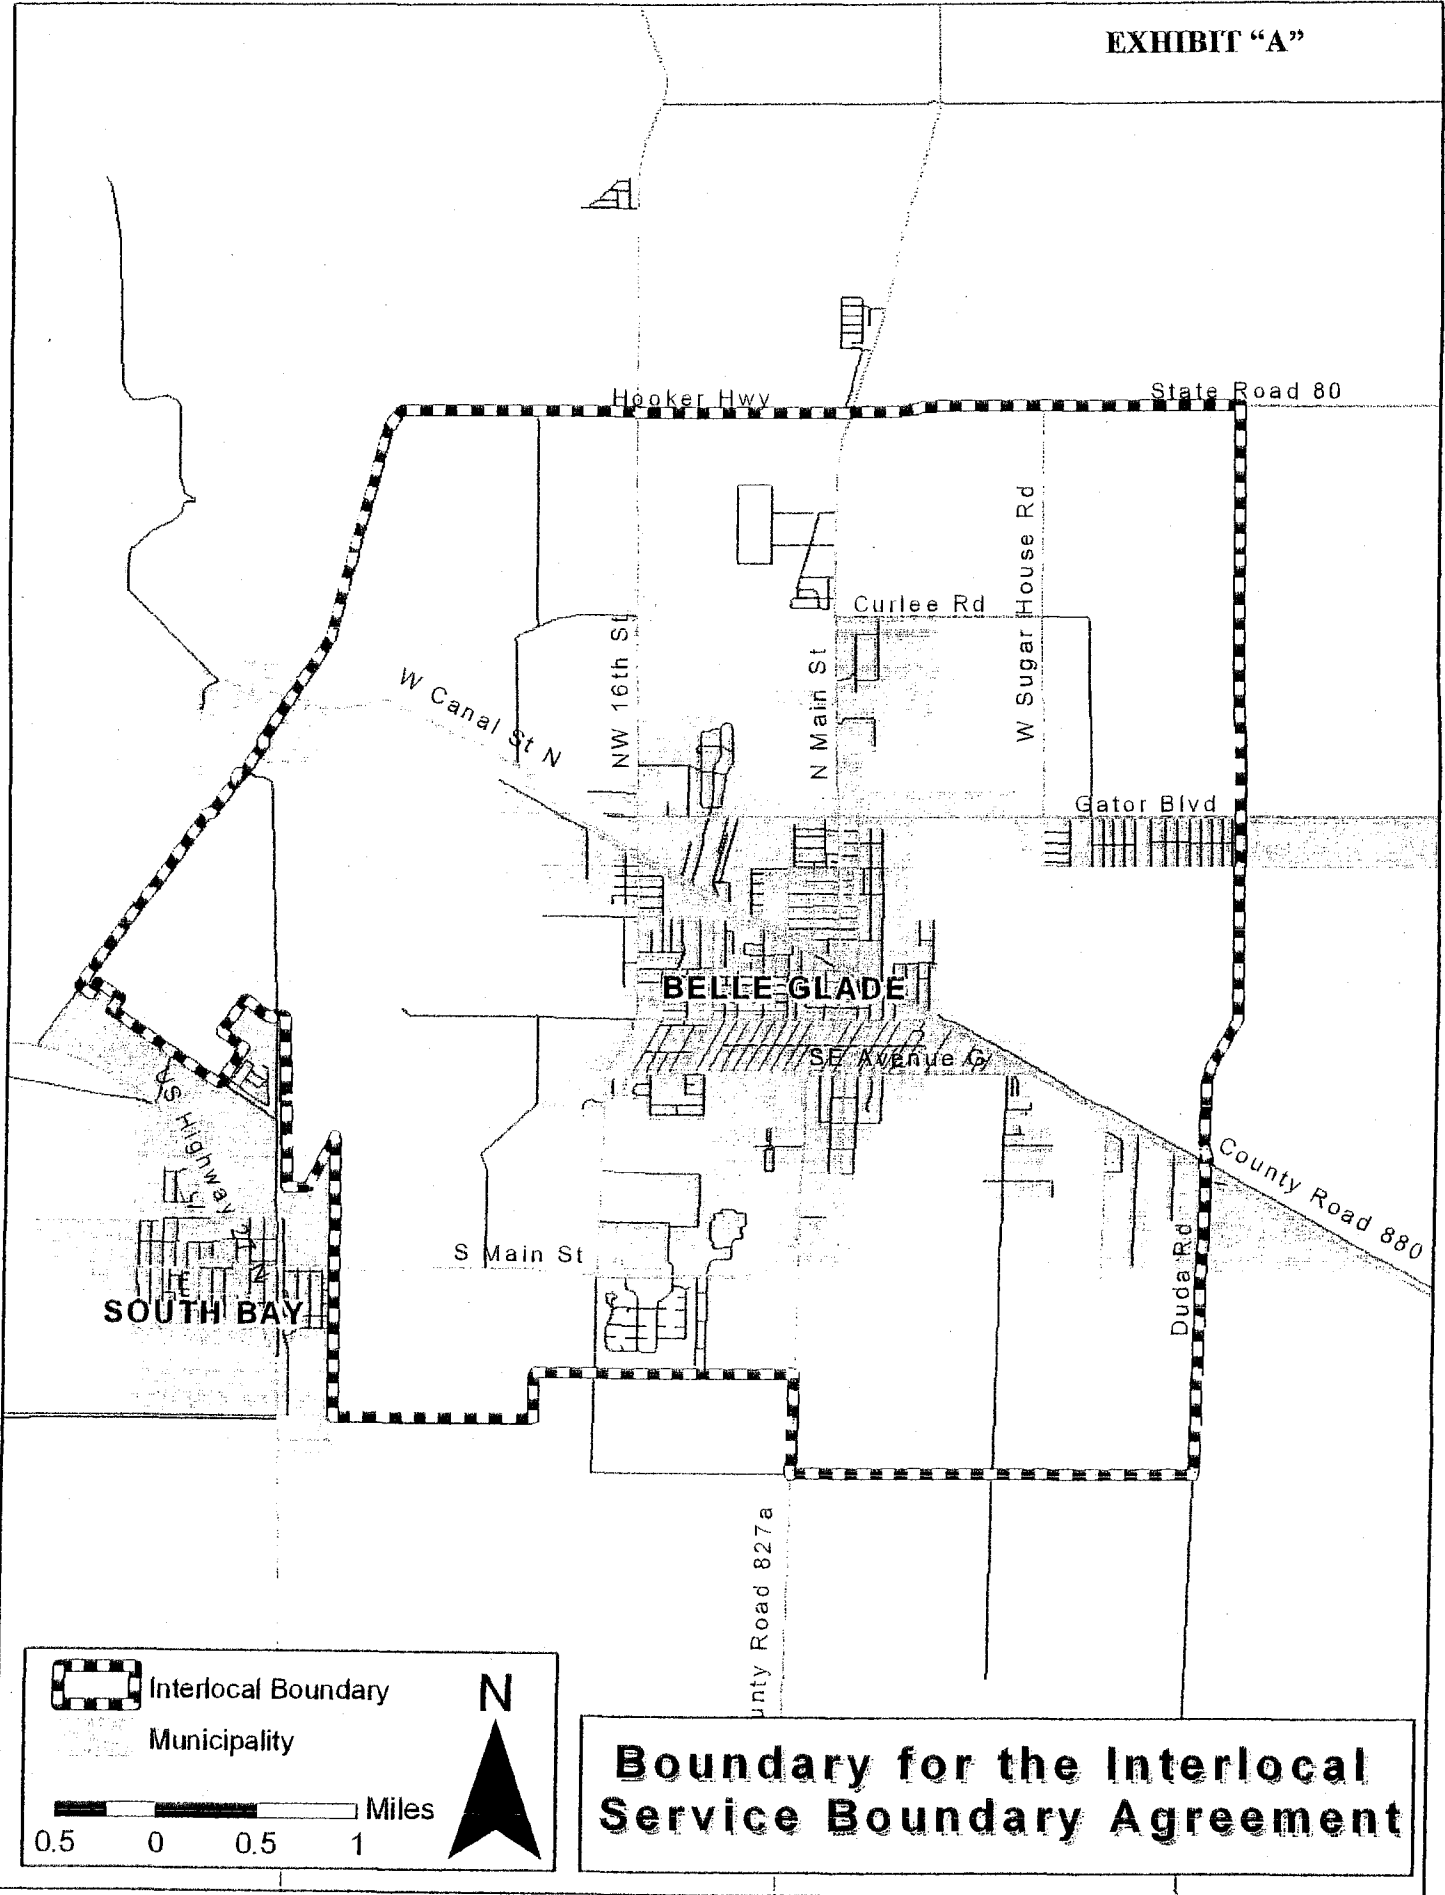 EXHIBIT “A”
Hooker Hwy
State Road 80
W Sugar House Rd
Curlee Rd
NW 16th St
N Main St
W Canal St N
Gator Blvd
BELLE GLADE
SE Avenue G
US Highway 27 N
County Road 880
S Main St
Duda Rd
SOUTH BAY
unty Road 827a
Interlocal Boundary
N
Municipality
Miles
0.5 0 0.5 1
Boundary for the Interlocal
Service Boundary Agreement